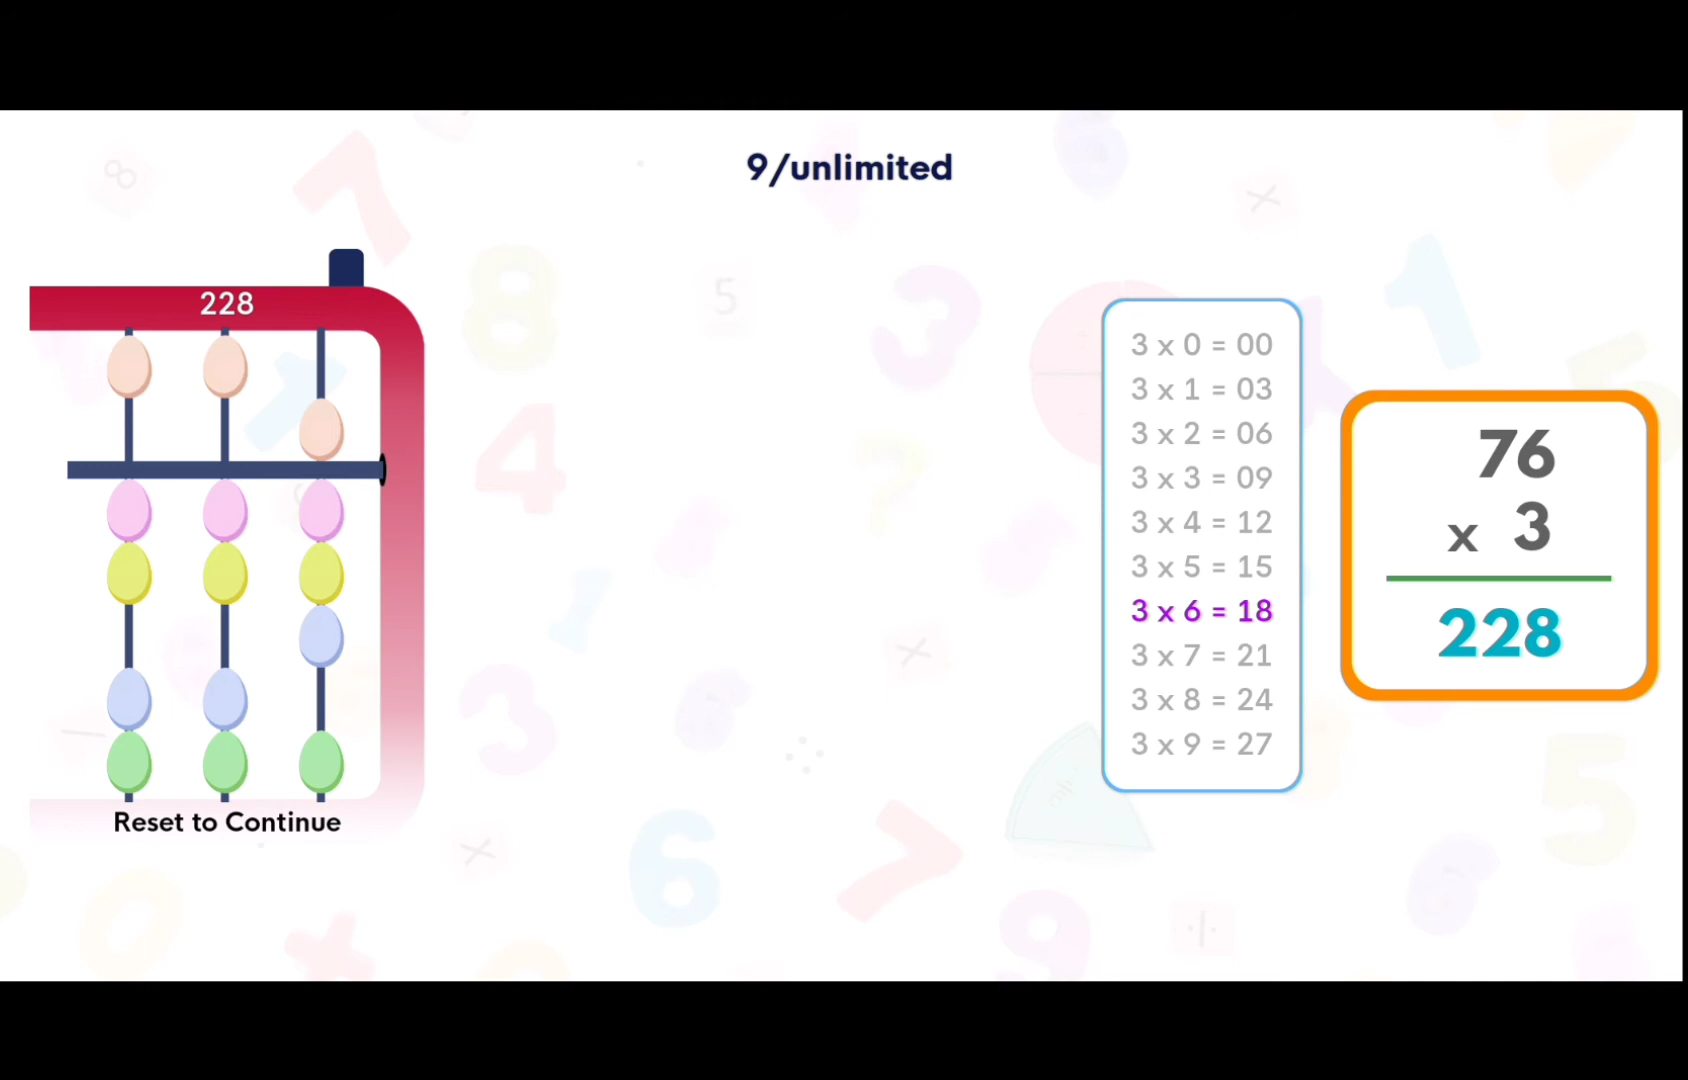 9/unlimited
228
3 x 0 = 00
3 x 1 = 03
3 x 2 = 06
3 x 3 = 09
3 x 4 = 12
3 x 5 = 15
3 x 6 = 18
3 x 7 = 21
3 x 8 = 24
3 x 9 = 27
76
x 3
228
Reset to Continue